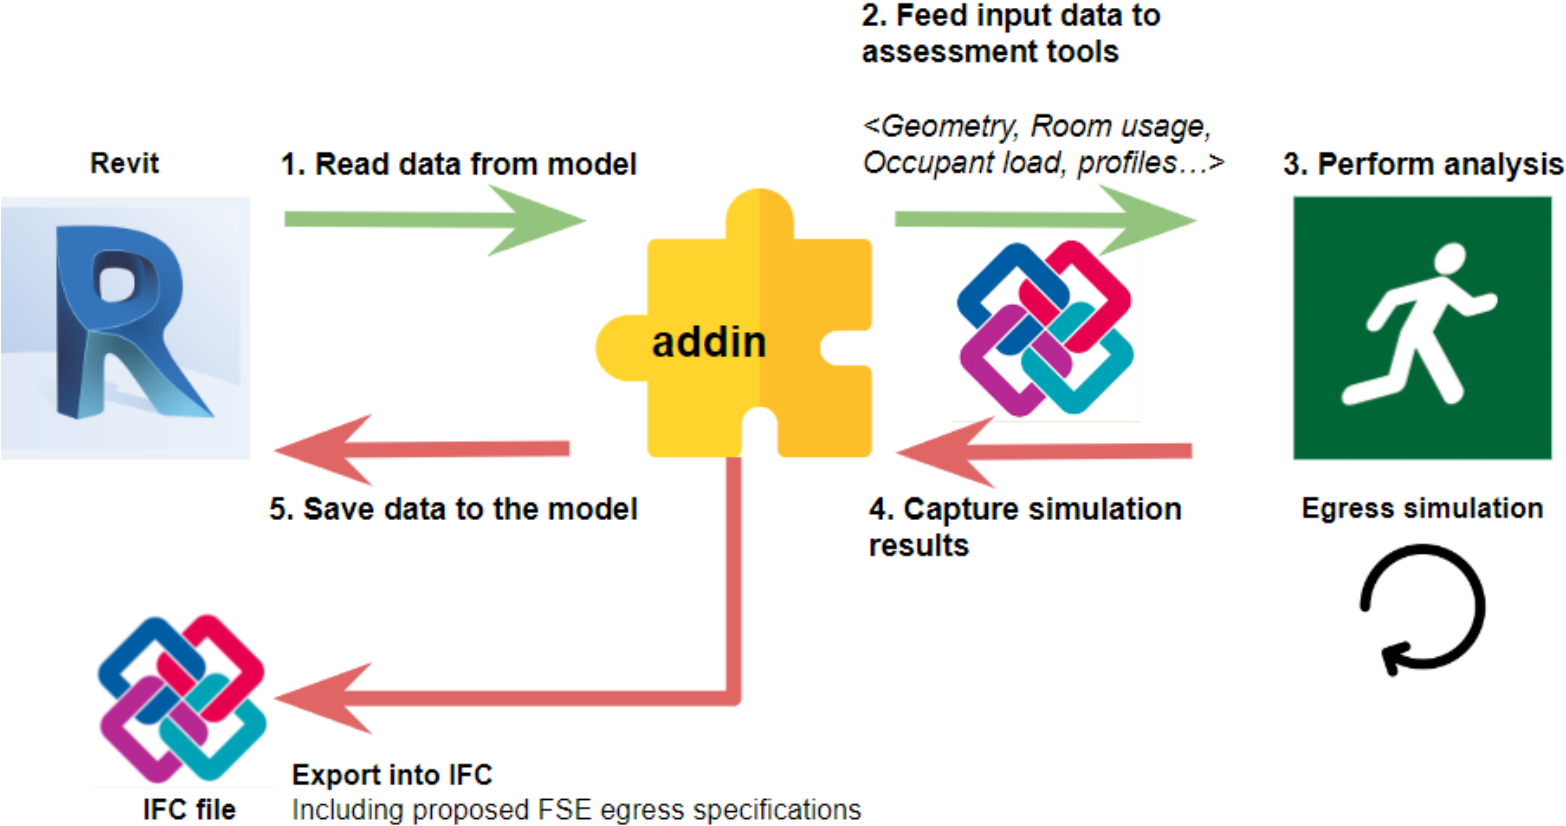 2. Feed input data to
assessment tools
<Geometry, Room usage,
Occupant load, profiles...>
Revit
1. Read data from model
3. Perform analysis
addin
5. Save data to the model
4. Capture simulation
results
Egress simulation
Export into IFC
Including proposed FSE egress specifications
IFC file